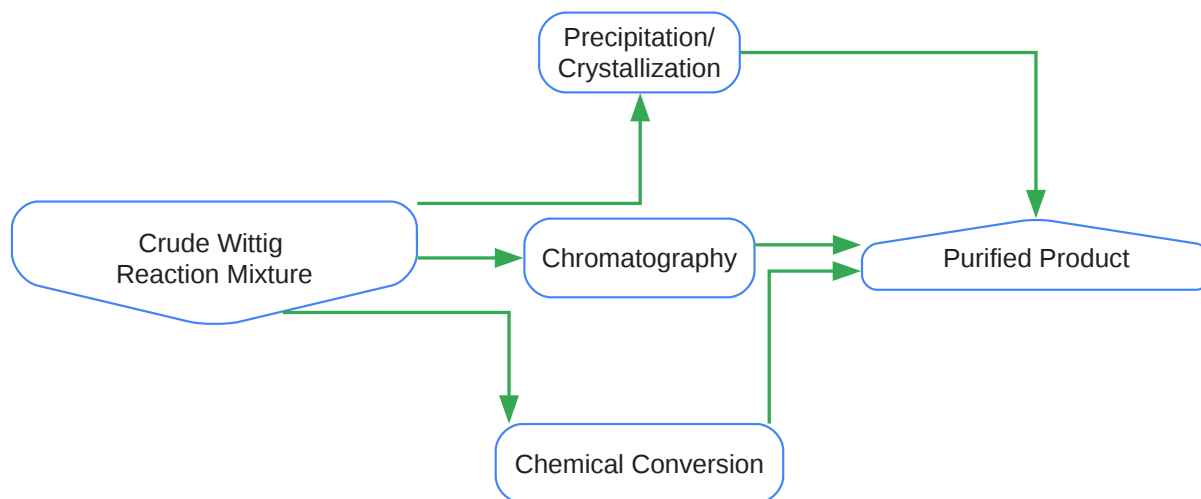 Precipitation/
Crystallization
Crude Wittig
Reaction Mixture
Chromatography
Purified Product
Chemical Conversion